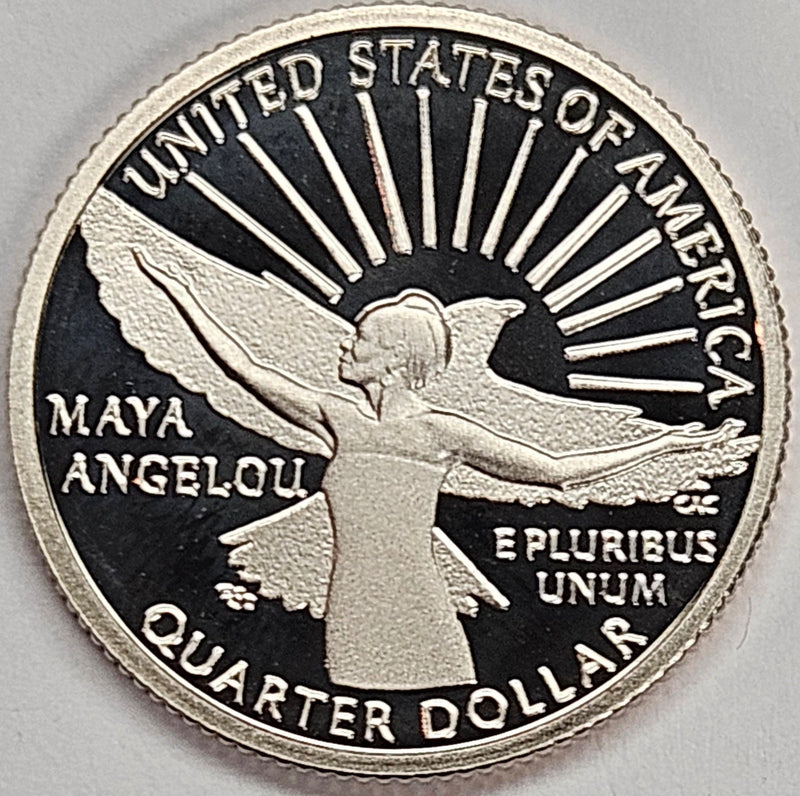 UNITED STATES OF AMERICA
MAYA
ANGELOU
E PLURIBUS
UNUM
QUARTER DOLLAR